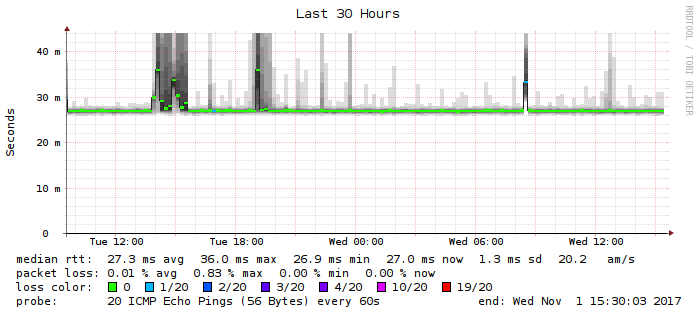 Last 30 Hours
RRDTOOL / TOBI OETIKER
Seconds
40 m
30 m
20 m
10 m
0
Tue 12:00 Tue 18:00 Wed 00:00 Wed 06:00 Wed 12:00
median rtt: 27.3 ms avg 36.0 ms max 26.9 ms min 27.0 ms now 1.3 ms sd 20.2 am/s
packet loss: 0.01 % avg 0.83 % max 0.00 % min 0.00 % now
loss color: 0 1/20 2/20 3/20 4/20 10/20 19/20
probe: 20 ICMP Echo Pings (56 Bytes) every 60s end: Wed Nov 1 15:30:03 2017